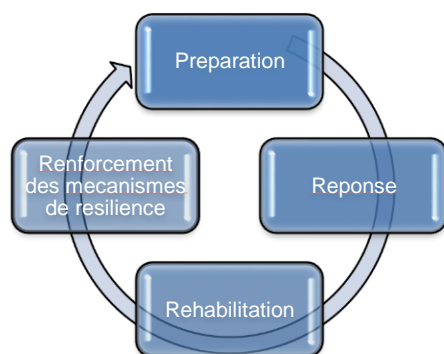 Preparation
Reponse
Rehabilitation
Renforcement
des mecanismes
de resilience